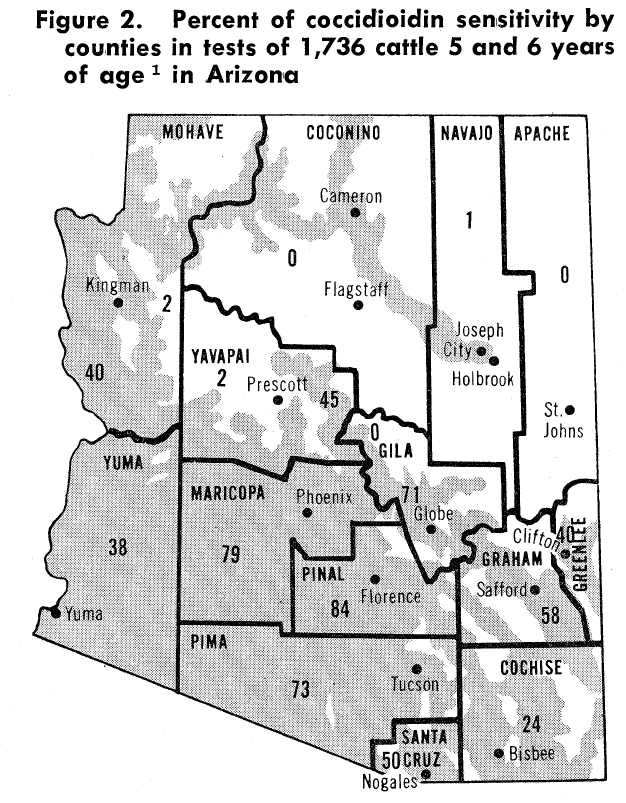 Figure 2. Percent of coccidioidin sensitivity by
counties in tests of 1,736 cattle 5 and 6 years
of age ¹ in Arizona
MOHAVE
COCONINO
NAVAJO
APACHE
Cameron
1
0
0
Kingman
2
Flagstaff
Joseph
City
Holbrook
40
YAVAPAI
2
Prescott
45
St.
Johns
0
GILA
YUMA
MARICOPA
Phoenix
71
Globe
38
79
Clifton
40
GREENLEE
GRAHAM
PINAL
Florence
84
Safford
58
Yuma
PIMA
73
Tucson
COCHISE
24
Bisbee
SANTA
50 CRUZ
Nogales